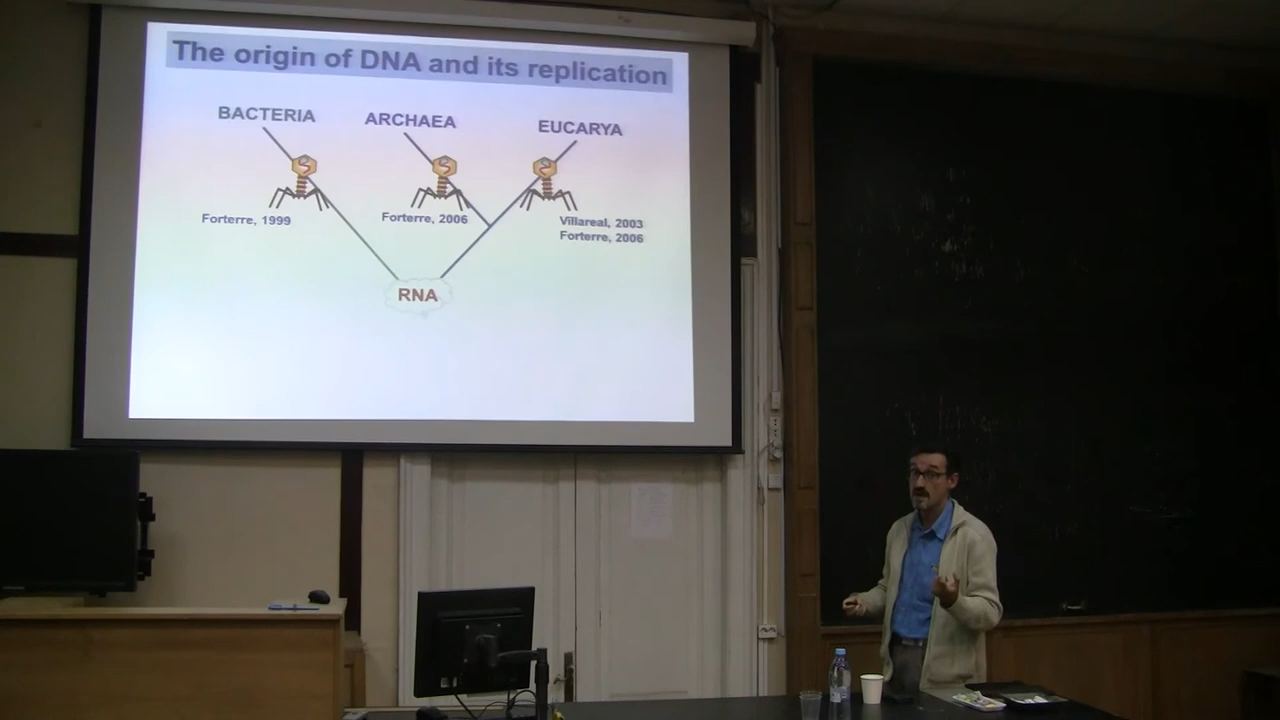 The origin of DNA and its replication
BACTERIA
ARCHAEA
EUCARYA
Forterre, 1999
Forterre, 2006
Villareal, 2003
Forterre, 2006
RNA